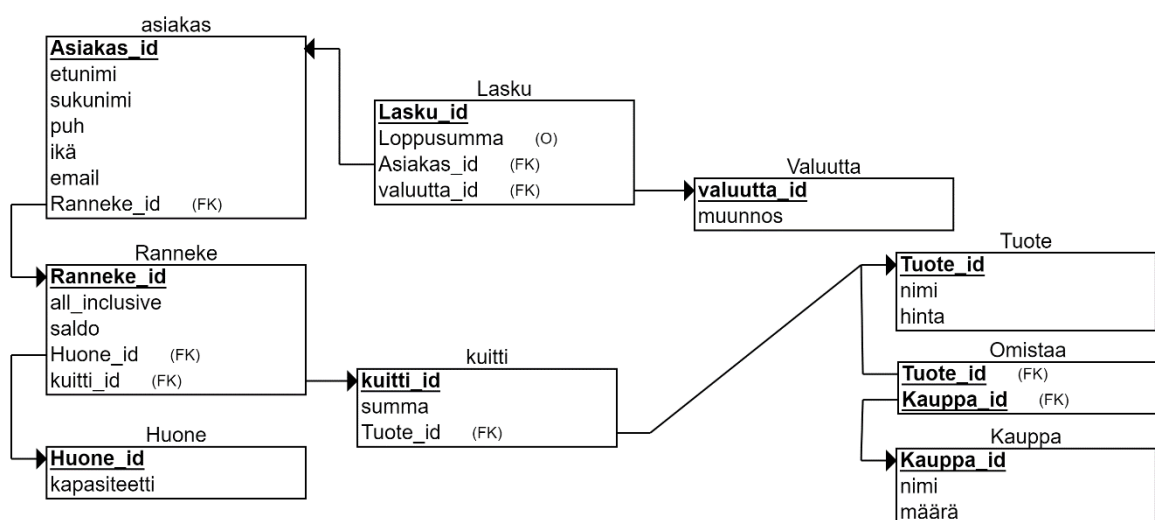 asiakas
Asiakas_id
etunimi
sukunimi
puh
ikä
email
Ranneke_id (FK)
Lasku
Lasku_id
Loppusumma (O)
Asiakas_id (FK)
valuutta_id (FK)
Valuutta
valuutta_id
muunnos
Ranneke
Ranneke_id
all_inclusive
saldo
Huone_id (FK)
kuitti_id (FK)
kuitti
kuitti_id
summa
Tuote_id (FK)
Tuote
Tuote_id
nimi
hinta
Omistaa
Tuote_id (FK)
Kauppa_id (FK)
Huone
Huone_id
kapasiteetti
Kauppa
Kauppa_id
nimi
määrä